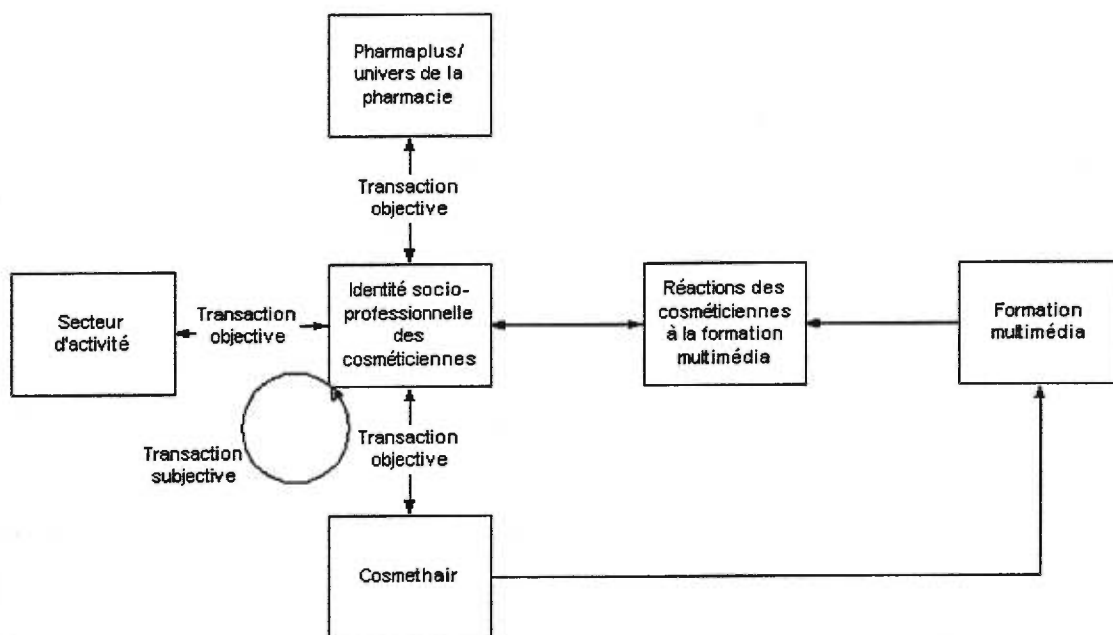 Pharmaplus/
univers de la
pharmacie
Transaction
objective
Secteur
d'activité
Transaction
objective
Identité socio-
professionnelle
des
cosméticiennes
Réactions des
cosméticiennes
à la formation
multimédia
Formation
multimédia
Transaction
subjective
Transaction
objective
Cosmethair